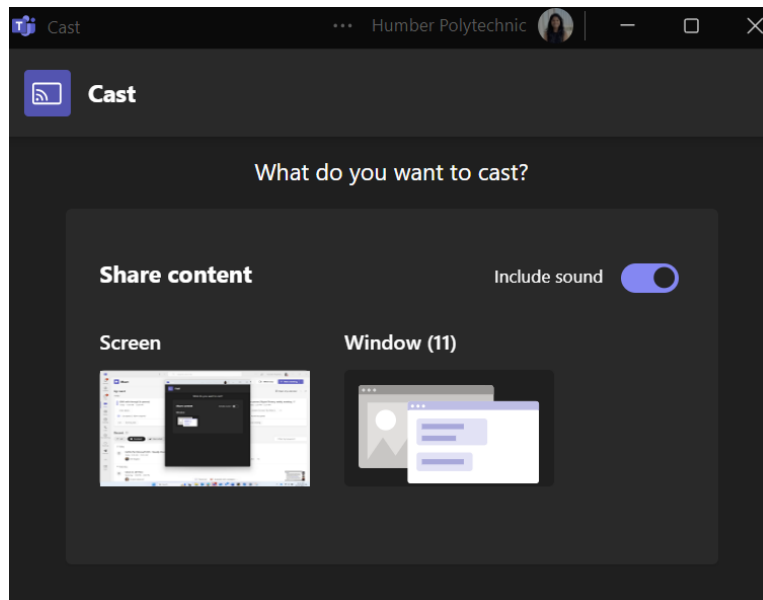 Cast
Humber Polytechnic
Cast
What do you want to cast?
Share content
Include sound
Screen
Window (11)